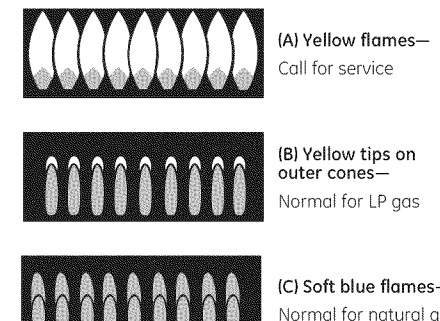 (A) Yellow flames—
Call for service
(B) Yellow tips on
outer cones—
Normal for LP gas
(C) Soft blue flames-
Normal for natural